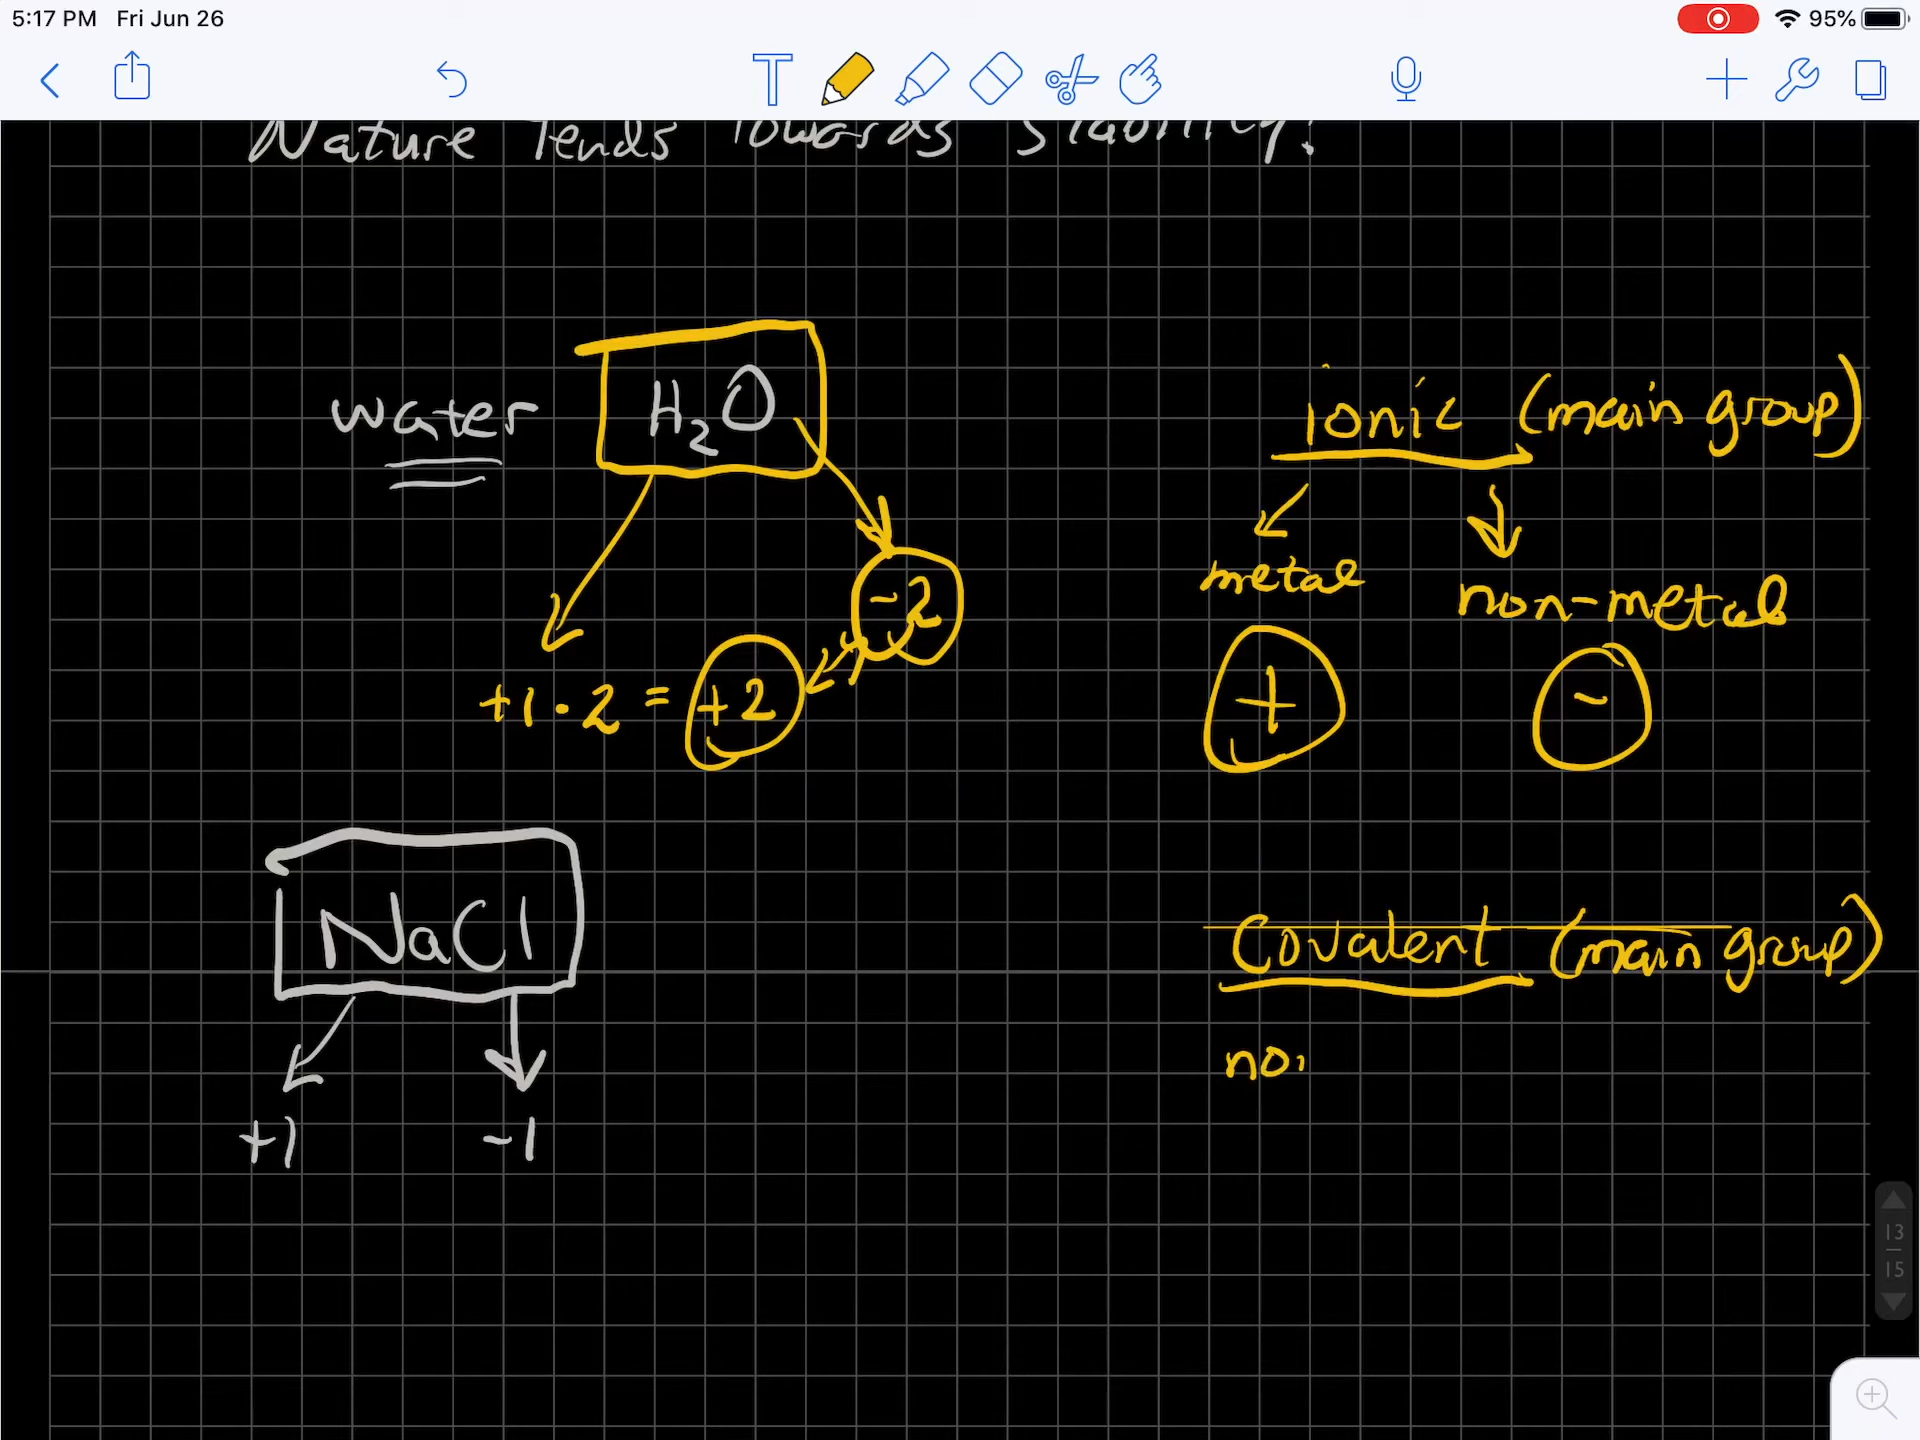 5:17 PM Fri Jun 26
95%
T
Nature Tends Towards Stability!
water H₂O
-2
+1 · 2 = +2
NaCl
+1 -1
ionic (main group)
metal non-metal
+ -
Covalent (main group)
no
13
15